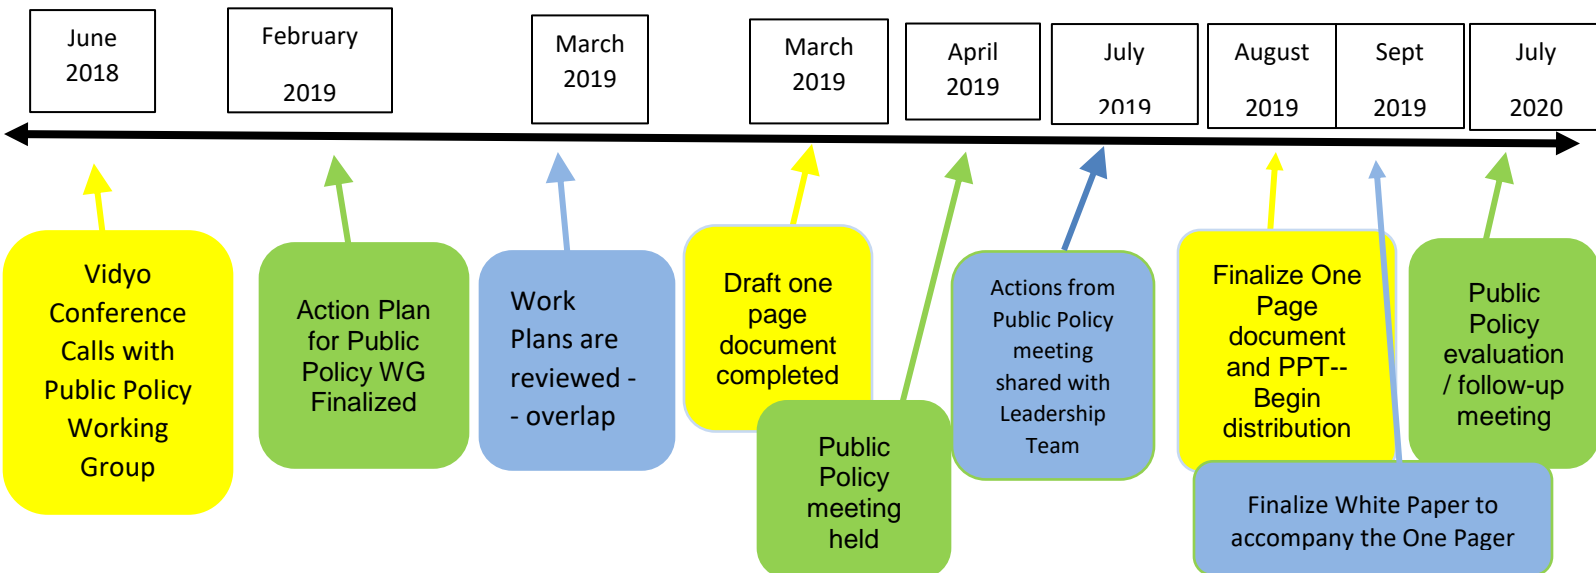 June
2018
February
2019
March
2019
March
2019
April
2019
July
2019
August
2019
Sept
2019
July
2020
Vidyo
Conference
Calls with
Public Policy
Working
Group
Action Plan
for Public
Policy WG
Finalized
Work
Plans are
reviewed -
- overlap
Draft one
page
document
completed
Public
Policy
meeting
held
Actions from
Public Policy
meeting
shared with
Leadership
Team
Finalize One
Page
document
and PPT--
Begin
distribution
Finalize White Paper to
accompany the One Pager
Public
Policy
evaluation
/ follow-up
meeting